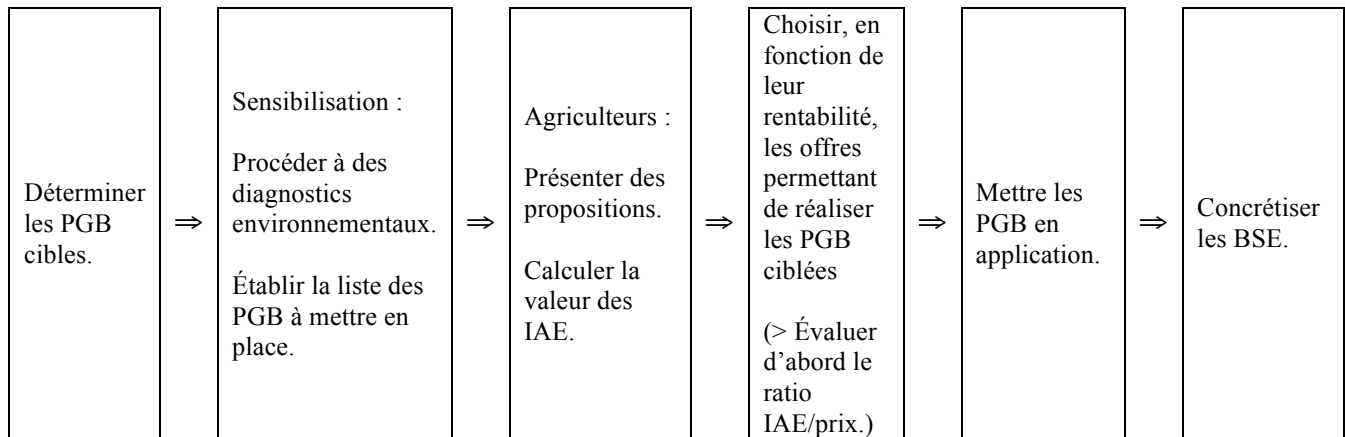 Déterminer
les PGB
cibles.
⇒
Sensibilisation :
Procéder à des
diagnostics
environnementaux.
Établir la liste des
PGB à mettre en
place.
⇒
Agriculteurs :
Présenter des
propositions.
Calculer la
valeur des
IAE.
⇒
Choisir, en
fonction de
leur
rentabilité,
les offres
permettant
de réaliser
les PGB
ciblées
(> Évaluer
d’abord le
ratio
IAE/prix.)
⇒
Mettre les
PGB en
application.
⇒
Concrétiser
les BSE.